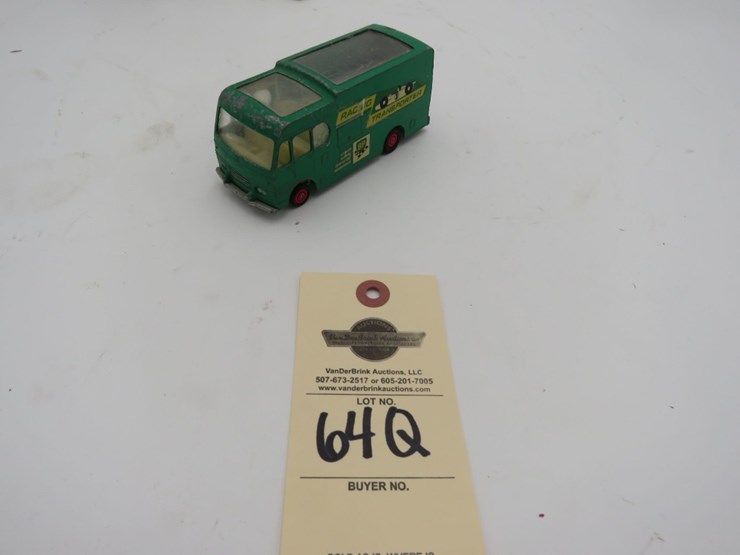 RACING
TRANSPORTER
VanDerBrink Auctions, LLC
507-673-2517 or 605-201-7005
www.vanderbrinkauctions.com
LOT NO.
64Q
BUYER NO.